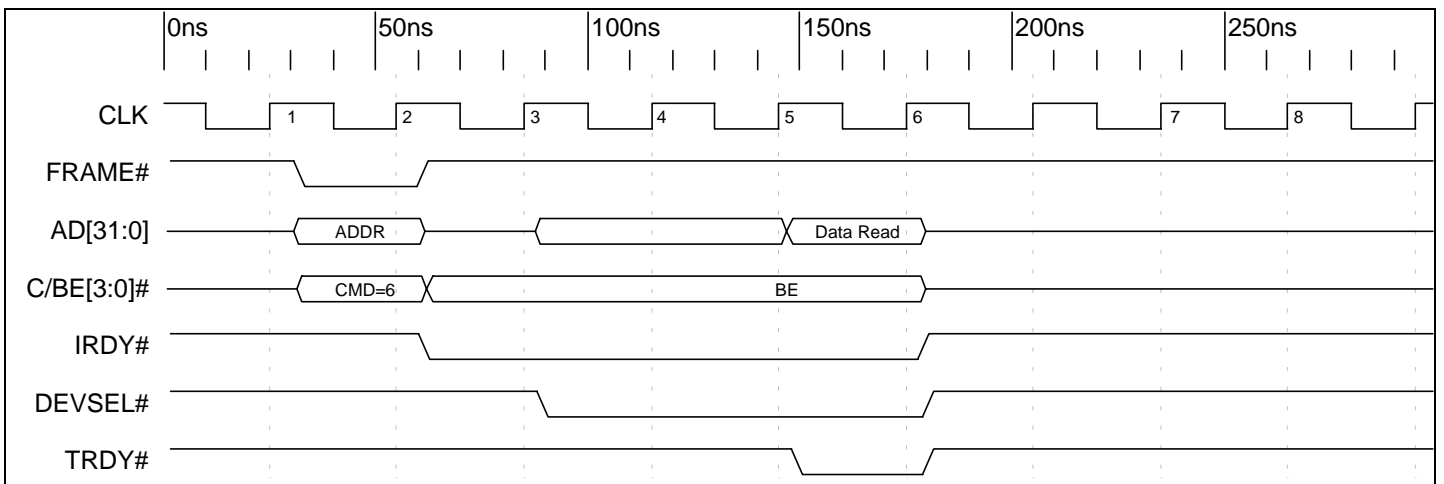 0ns 50ns 100ns 150ns 200ns 250ns
CLK 1 2 3 4 5 6 7 8
FRAME#
AD[31:0] ADDR Data Read
C/BE[3:0]# CMD=6 BE
IRDY#
DEVSEL#
TRDY#